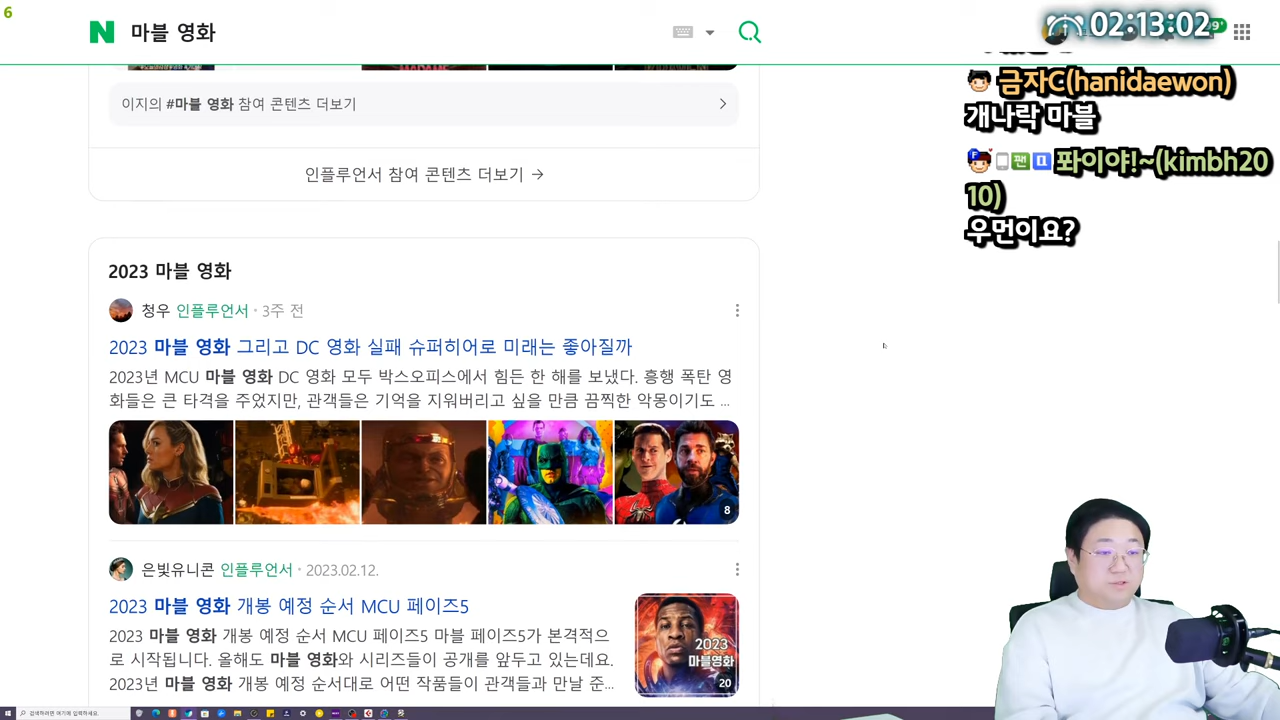 6
N 마블 영화
02:13:02
9'
이지의 #마블 영화 참여 콘텐츠 더보기
인플루언서 참여 콘텐츠 더보기 →
2023 마블 영화
청우 인플루언서 · 3주 전
2023 마블 영화 그리고 DC 영화 실패 슈퍼히어로 미래는 좋아질까
2023년 MCU 마블 영화 DC 영화 모두 박스오피스에서 힘든 한 해를 보냈다. 흥행 폭탄 영
화들은 큰 타격을 주었지만, 관객들은 기억을 지워버리고 싶을 만큼 끔찍한 악몽이기도 ...
8
은빛유니콘 인플루언서 · 2023.02.12.
2023 마블 영화 개봉 예정 순서 MCU 페이즈5
2023 마블 영화 개봉 예정 순서 MCU 페이즈5 마블 페이즈5가 본격적으
로 시작됩니다. 올해도 마블 영화와 시리즈들이 공개를 앞두고 있는데요.
2023년 마블 영화 개봉 예정 순서대로 어떤 작품들이 관객들과 만날 준...
2023
마블영화
20
금자C(hanidaewon)
개나락 마블
F 팬 퐈이야!~(kimbh20
10)
우먼이요?
검색하려면 여기에 입력하세요.